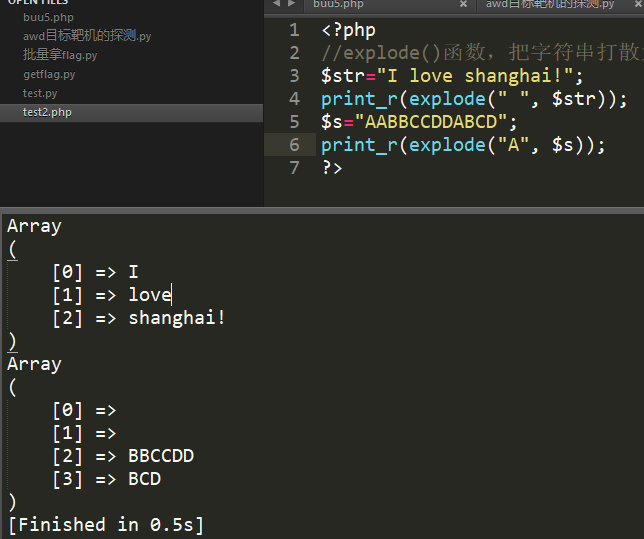 OPEN FILES
buu5.php
awd目标靶机的探测.py
批量拿flag.py
getflag.py
test.py
test2.php
buu5.php
awd目标靶机的探测.py
1 <?php
2 //explode()函数，把字符串打散
3 $str="I love shanghai!";
4 print_r(explode(" ", $str));
5 $s="AABBCCDDABCD";
6 print_r(explode("A", $s));
7 ?>
Array
(
[0] => I
[1] => love
[2] => shanghai!
)
Array
(
[0] =>
[1] =>
[2] => BBCCDD
[3] => BCD
)
[Finished in 0.5s]